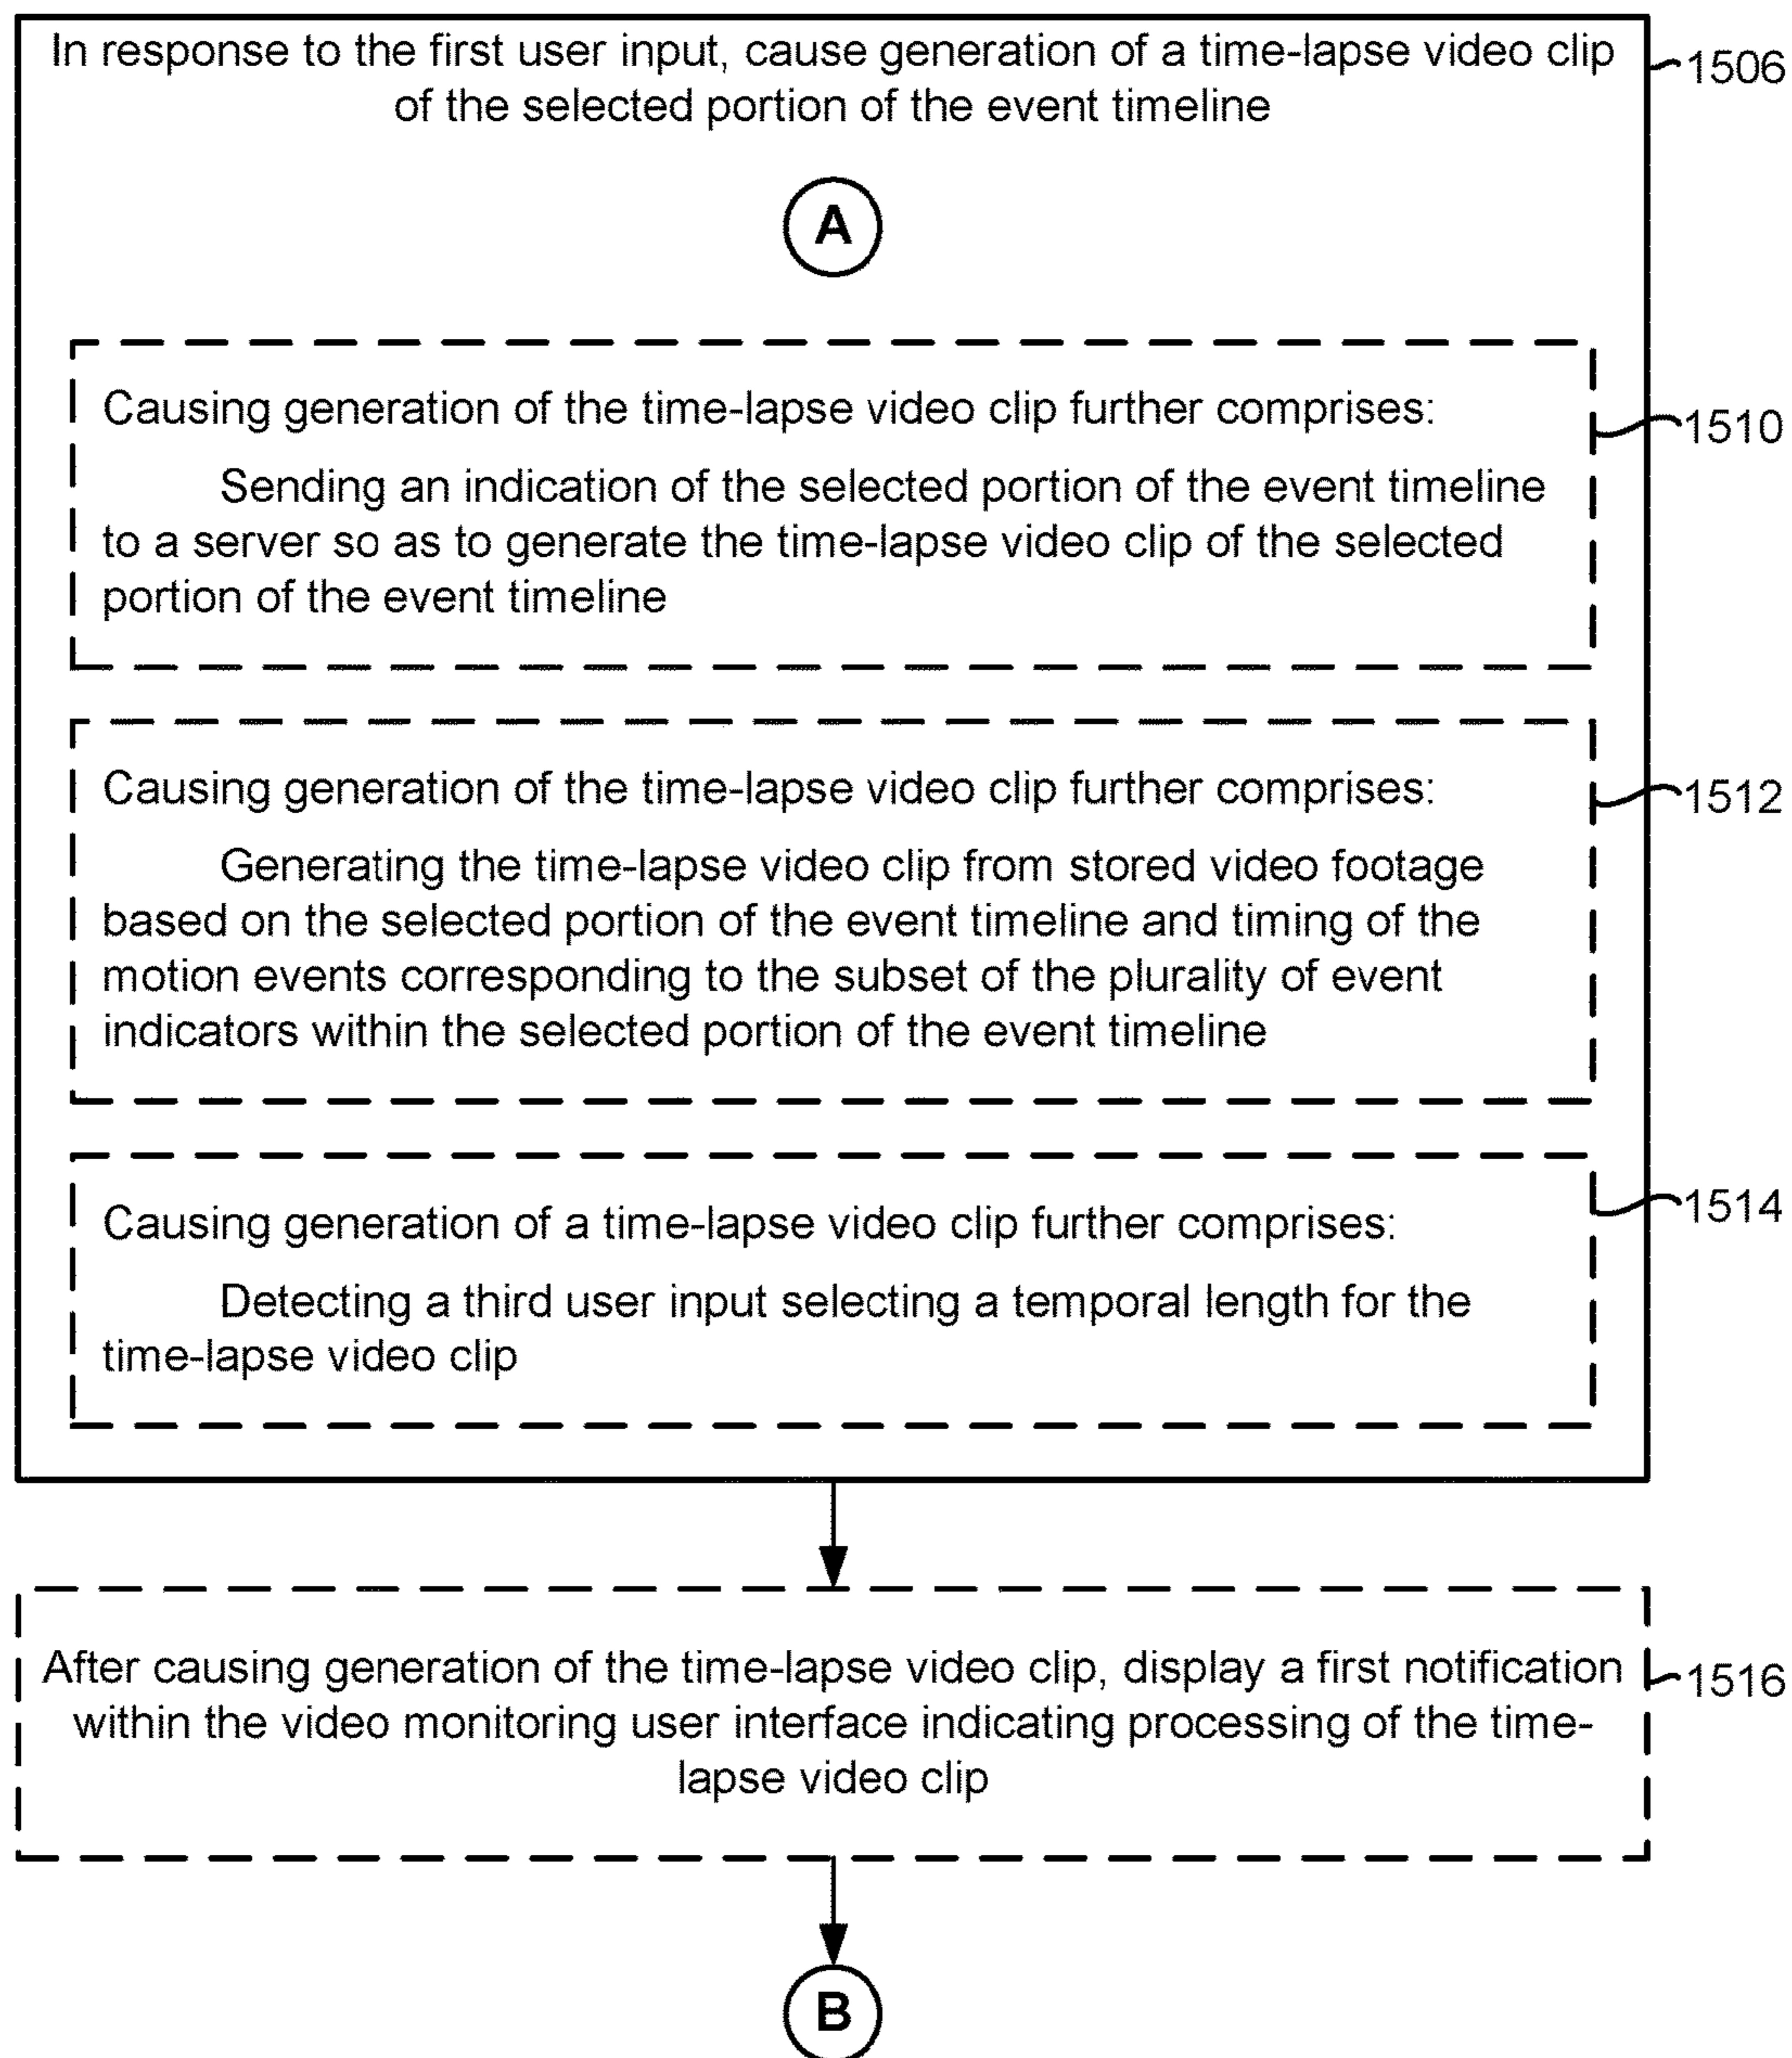 In response to the first user input, cause generation of a time-lapse video clip
of the selected portion of the event timeline
1506
A
Causing generation of the time-lapse video clip further comprises:
1510
Sending an indication of the selected portion of the event timeline
to a server so as to generate the time-lapse video clip of the selected
portion of the event timeline
Causing generation of the time-lapse video clip further comprises:
1512
Generating the time-lapse video clip from stored video footage
based on the selected portion of the event timeline and timing of the
motion events corresponding to the subset of the plurality of event
indicators within the selected portion of the event timeline
Causing generation of a time-lapse video clip further comprises:
1514
Detecting a third user input selecting a temporal length for the
time-lapse video clip
After causing generation of the time-lapse video clip, display a first notification
1516
within the video monitoring user interface indicating processing of the time-
lapse video clip
B